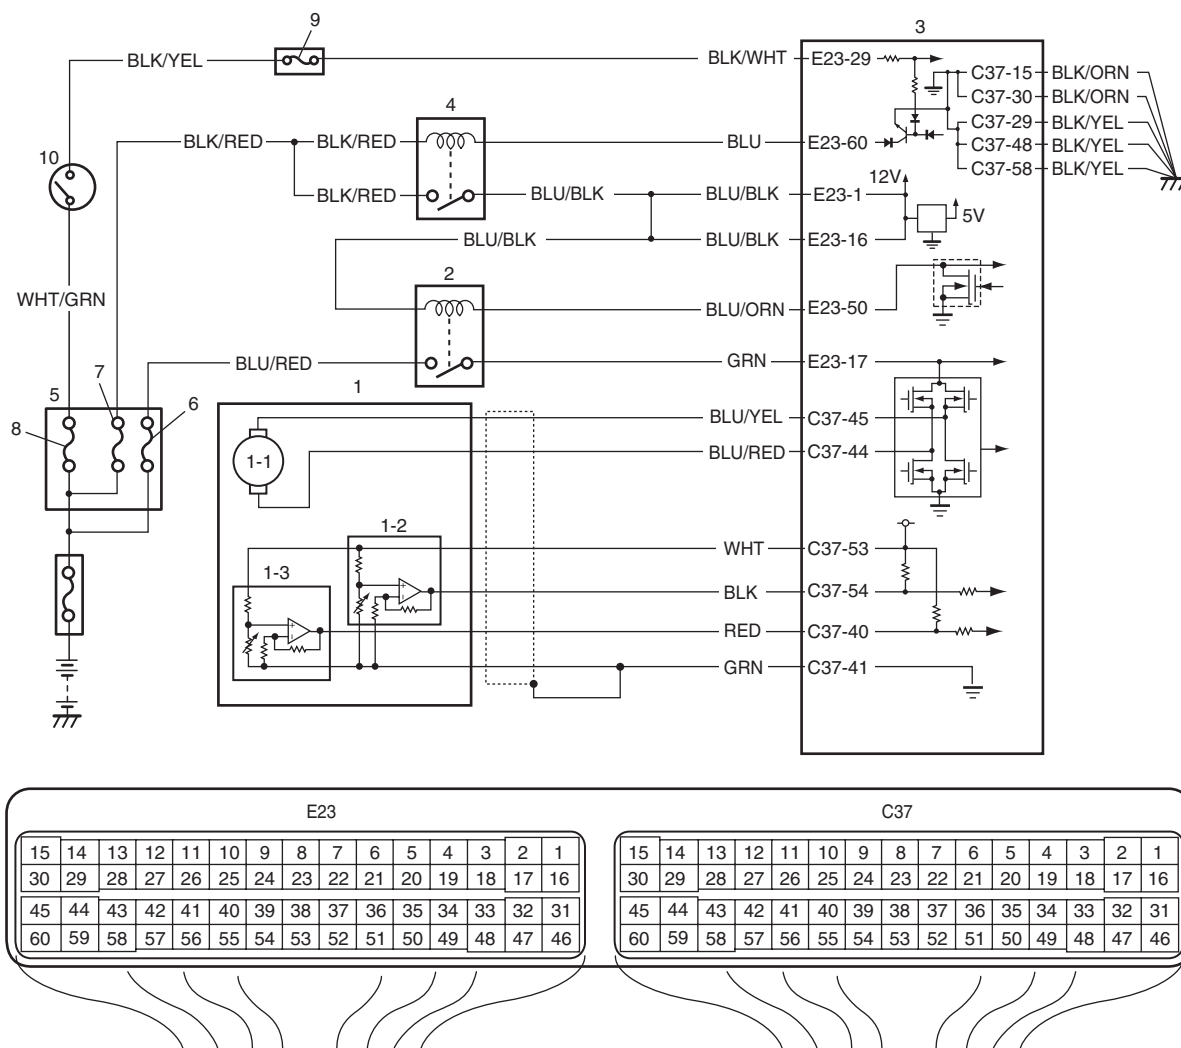 9 3
BLK/YEL BLK/WHT E23-29
C37-15 BLK/ORN
4 C37-30 BLK/ORN
C37-29 BLK/YEL
BLK/RED BLK/RED BLU E23-60 C37-48 BLK/YEL
10 C37-58 BLK/YEL
12V
BLK/RED BLU/BLK BLU/BLK E23-1
5V
BLU/BLK BLU/BLK E23-16
2
WHT/GRN
BLU/ORN E23-50
BLU/RED GRN E23-17
7 1
5 6
8 BLU/YEL C37-45
1-1 BLU/RED C37-44
1-2
WHT C37-53
1-3
+
−
BLK C37-54
+
−
RED C37-40
GRN C37-41
E23 C37
15 14 13 12 11 10 9 8 7 6 5 4 3 2 1 15 14 13 12 11 10 9 8 7 6 5 4 3 2 1
30 29 28 27 26 25 24 23 22 21 20 19 18 17 16 30 29 28 27 26 25 24 23 22 21 20 19 18 17 16
45 44 43 42 41 40 39 38 37 36 35 34 33 32 31 45 44 43 42 41 40 39 38 37 36 35 34 33 32 31
60 59 58 57 56 55 54 53 52 51 50 49 48 47 46 60 59 58 57 56 55 54 53 52 51 50 49 48 47 46